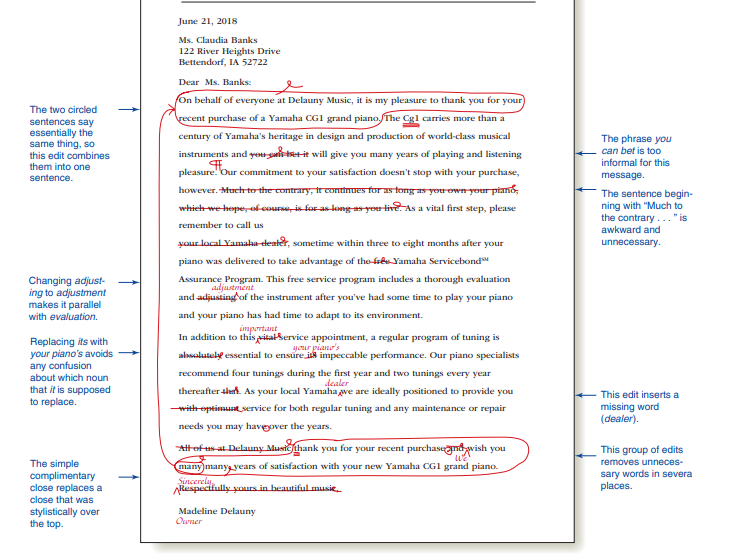 June 21, 2018
Ms. Claudia Banks
122 River Heights Drive
Bettendorf, IA 52722
Dear Ms. Banks:
On behalf of everyone at Delauny Music, it is my pleasure to thank you for your
recent purchase of a Yamaha CG1 grand piano. The Cg1 carries more than a
century of Yamaha's heritage in design and production of world-class musical
instruments and you can bet it will give you many years of playing and listening
pleasure. Our commitment to your satisfaction doesn't stop with your purchase,
however. Much to the contrary, it continues for as long as you own your piano,
which we hope, of course, is for as long as you live. As a vital first step, please
remember to call us
your local Yamaha dealer, sometime within three to eight months after your
piano was delivered to take advantage of the free Yamaha Servicebond℠
Assurance Program. This free service program includes a thorough evaluation
adjustment
and adjusting of the instrument after you've had some time to play your piano
and your piano has had time to adapt to its environment.
important
In addition to this vital service appointment, a regular program of tuning is
your piano's
absolutely essential to ensure its impeccable performance. Our piano specialists
recommend four tunings during the first year and two tunings every year
dealer
thereafter that. As your local Yamaha we are ideally positioned to provide you
with optimum service for both regular tuning and any maintenance or repair
needs you may have over the years.
All of us at Delauny Music thank you for your recent purchase and wish you
We
many many years of satisfaction with your new Yamaha CG1 grand piano.
Sincerely,
Respectfully yours in beautiful music,
Madeline Delauny
Owner
The two circled
sentences say
essentially the
same thing, so
this edit combines
them into one
sentence.
Changing adjust-
ing to adjustment
makes it parallel
with evaluation.
Replacing its with
your piano's avoids
any confusion
about which noun
that it is supposed
to replace.
The simple
complimentary
close replaces a
close that was
stylistically over
the top.
The phrase you
can bet is too
informal for this
message.
The sentence begin-
ning with "Much to
the contrary . . . " is
awkward and
unnecessary.
This edit inserts a
missing word
(dealer).
This group of edits
removes unneces-
sary words in severa
places.